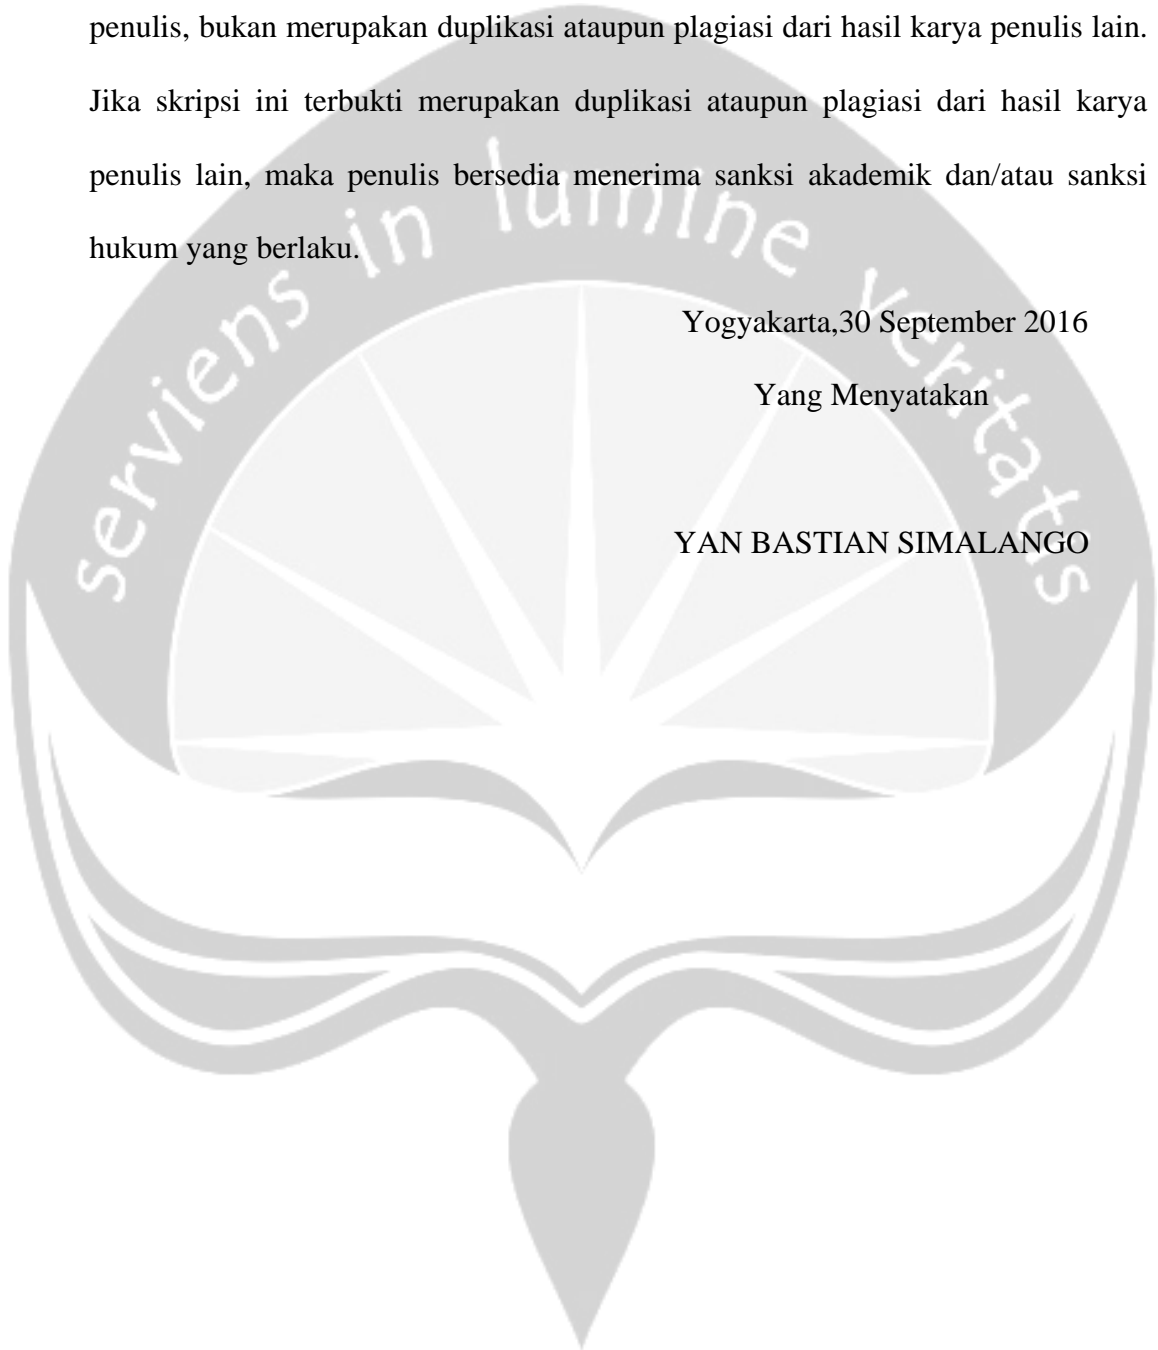 penulis, bukan merupakan duplikasi ataupun plagiasi dari hasil karya penulis lain.
Jika skripsi ini terbukti merupakan duplikasi ataupun plagiasi dari hasil karya
penulis lain, maka penulis bersedia menerima sanksi akademik dan/atau sanksi
hukum yang berlaku.
serviens in lumine veritatis
Yogyakarta,30 September 2016
Yang Menyatakan
YAN BASTIAN SIMALANGO